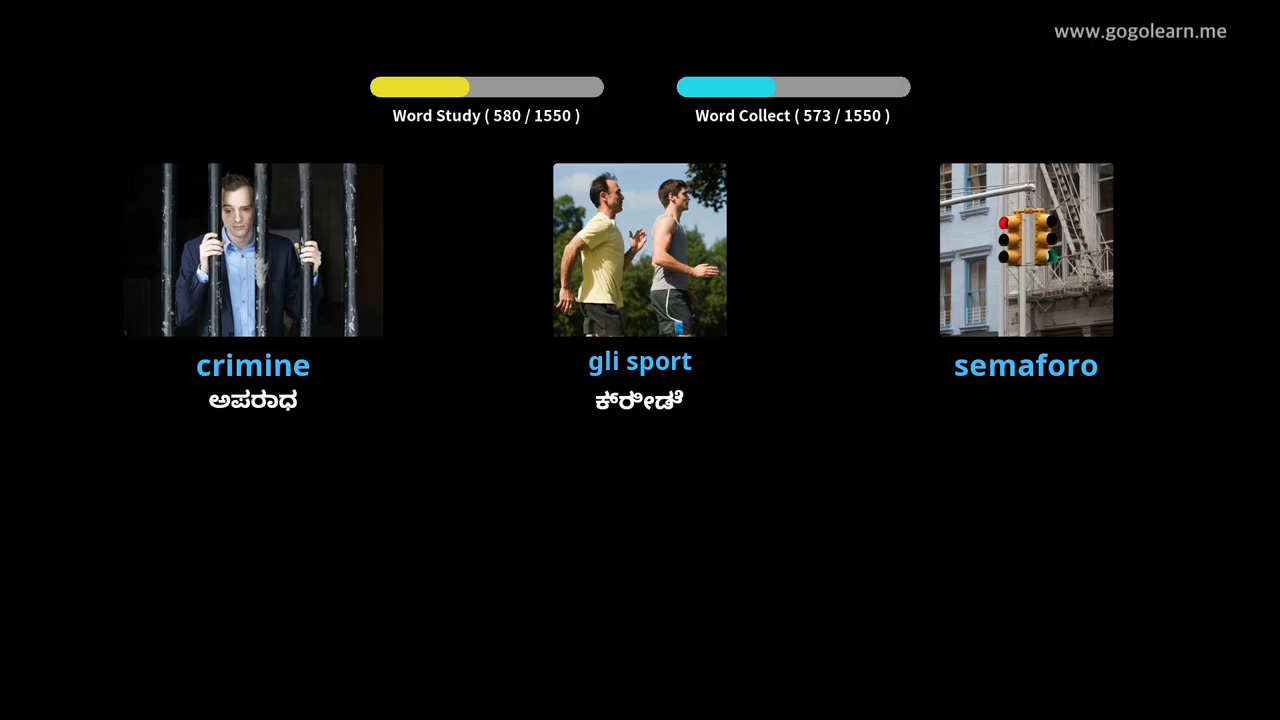 www.gogolearn.me
Word Study ( 580 / 1550 )
Word Collect ( 573 / 1550 )
crimine
gli sport
semaforo
ಅಪರಾಧ
ಕ್ರೀಡೆ